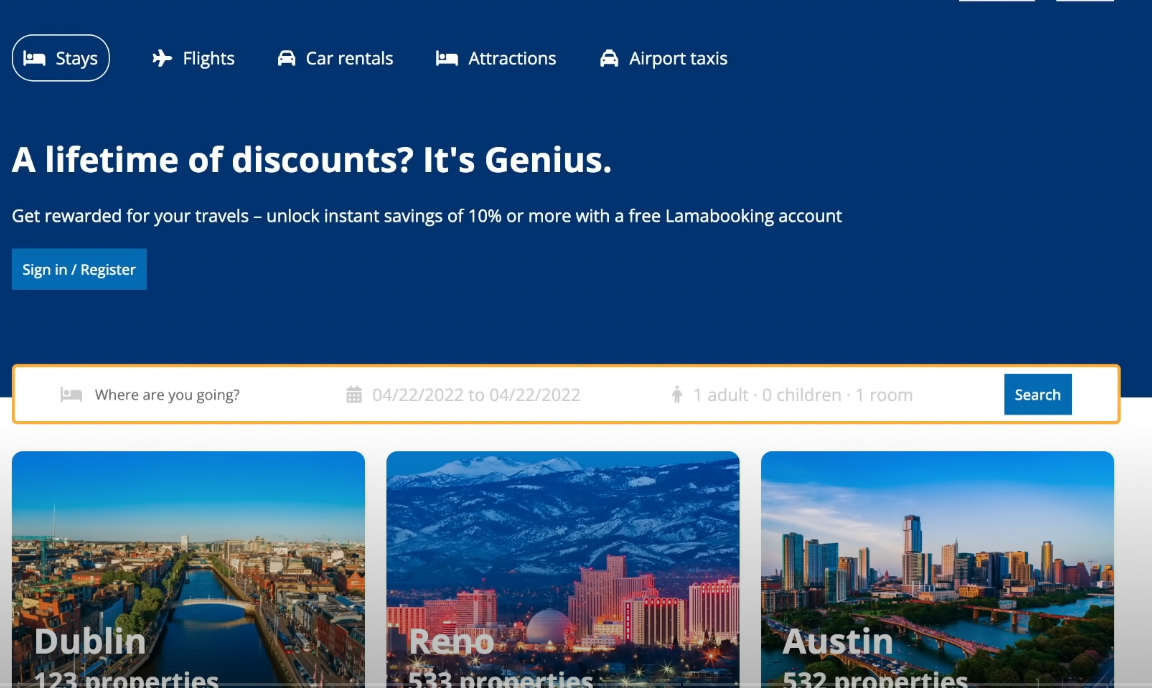 Stays Flights Car rentals Attractions Airport taxis
A lifetime of discounts? It's Genius.
Get rewarded for your travels – unlock instant savings of 10% or more with a free Lamabooking account
Sign in / Register
Where are you going? 04/22/2022 to 04/22/2022 1 adult · 0 children · 1 room Search
Dublin Reno Austin
123 properties 533 properties 532 properties